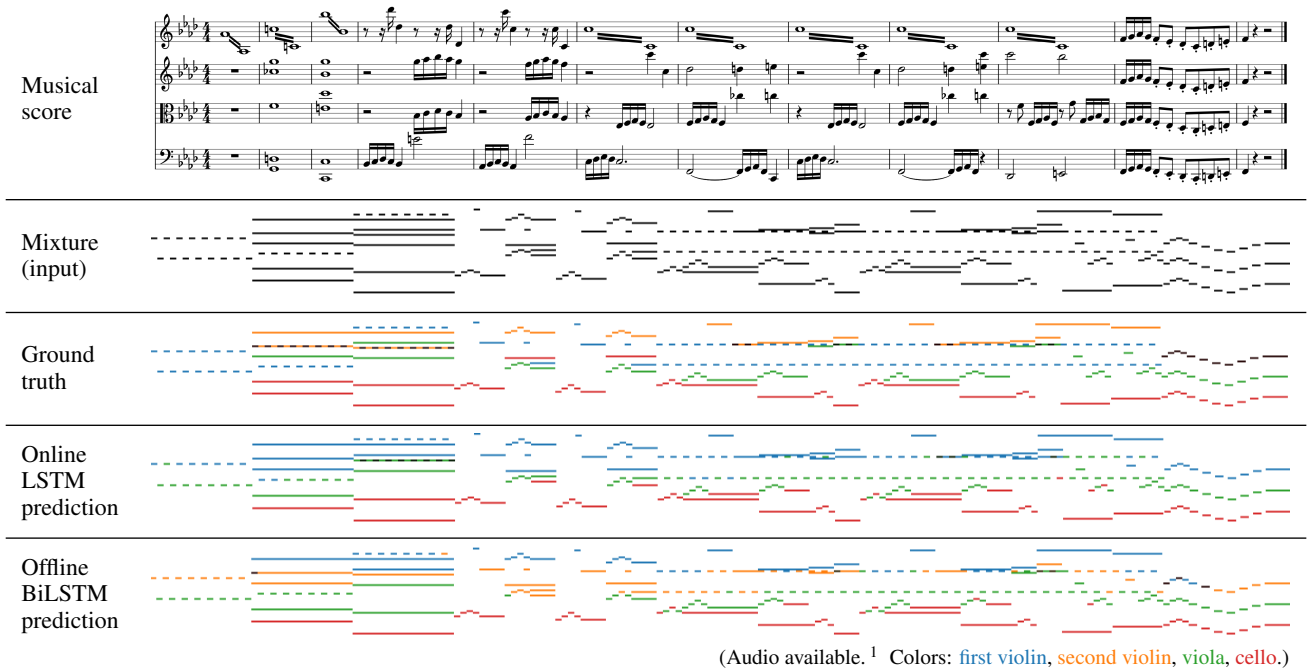 Musical
score
Mixture
(input)
Ground
truth
Online
LSTM
prediction
Offline
BiLSTM
prediction
(Audio available. 1 Colors: first violin, second violin, viola, cello.)